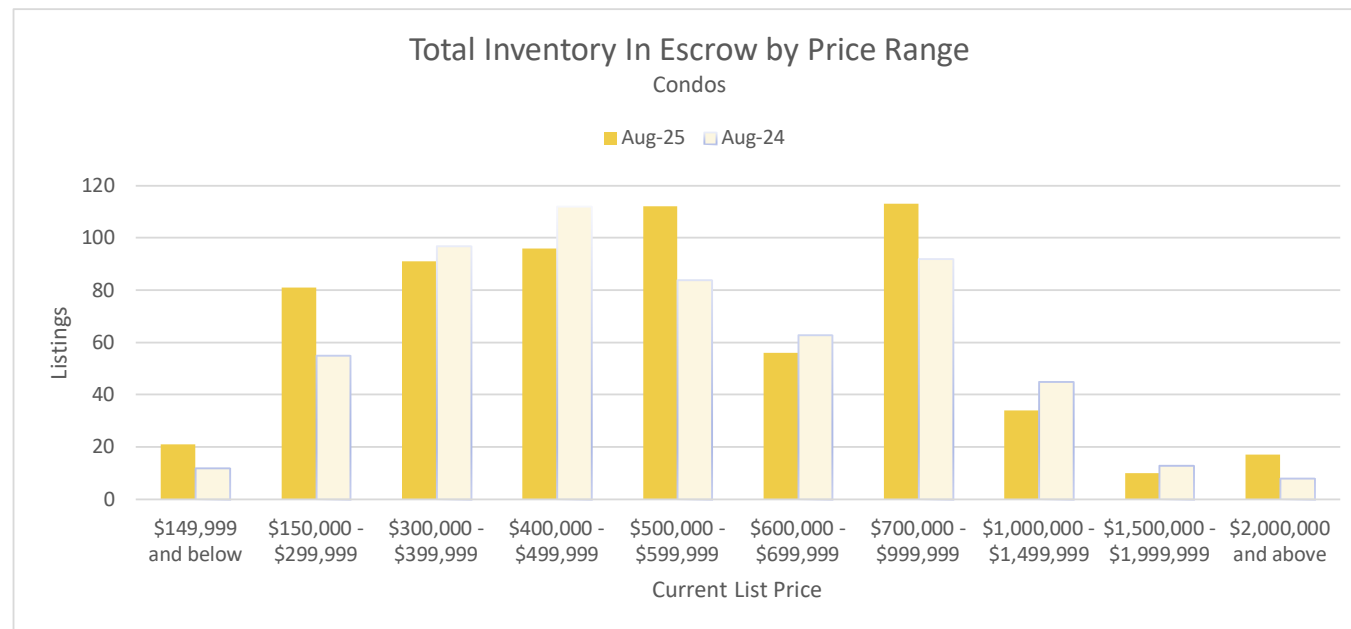 Total Inventory In Escrow by Price Range
Condos
Aug-25 Aug-24
120
100
80
60
40
20
0
Listings
$149,999 $150,000 - $300,000 - $400,000 - $500,000 - $600,000 - $700,000 - $1,000,000 - $1,500,000 - $2,000,000
and below $299,999 $399,999 $499,999 $599,999 $699,999 $999,999 $1,499,999 $1,999,999 and above
Current List Price